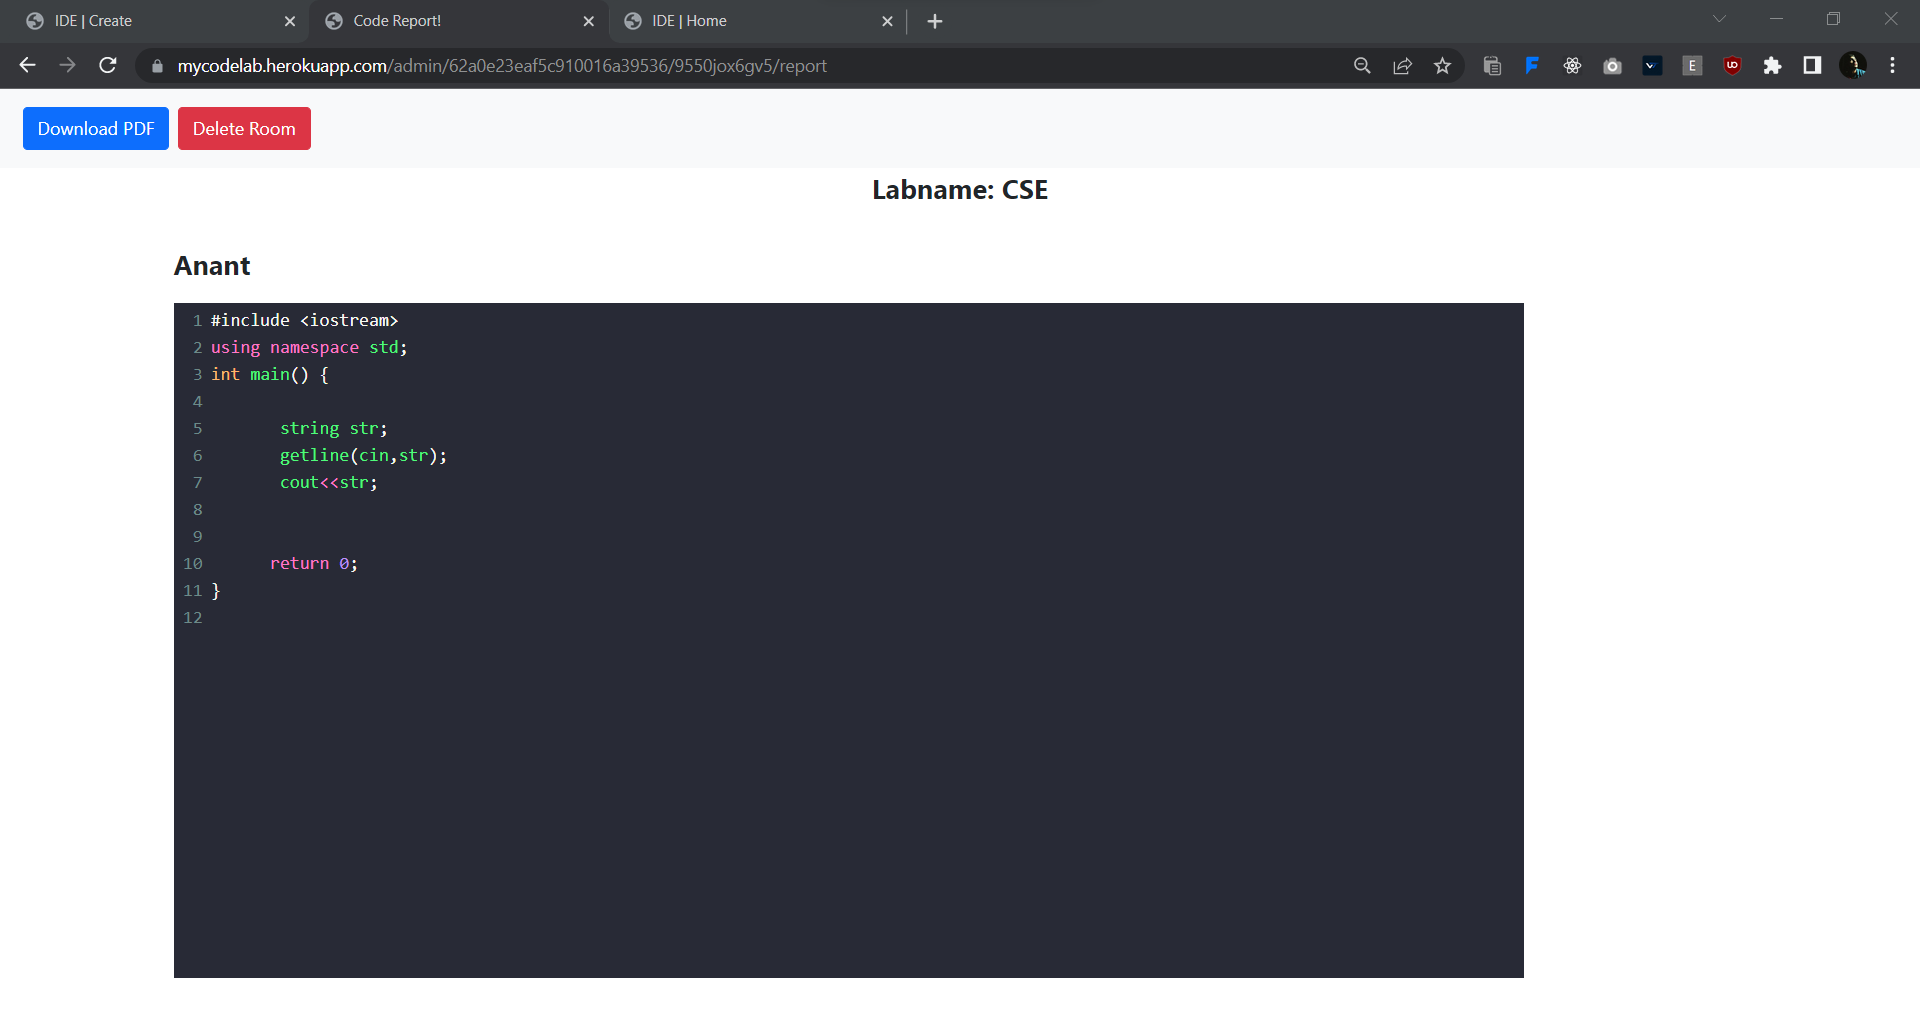 IDE | Create
Code Report!
IDE | Home
mycodelab.herokuapp.com/admin/62a0e23eaf5c910016a39536/9550jox6gv5/report
Download PDF
Delete Room
Labname: CSE
Anant
1 #include <iostream>
2 using namespace std;
3 int main() {
4
5 string str;
6 getline(cin,str);
7 cout<<str;
8
9
10 return 0;
11 }
12